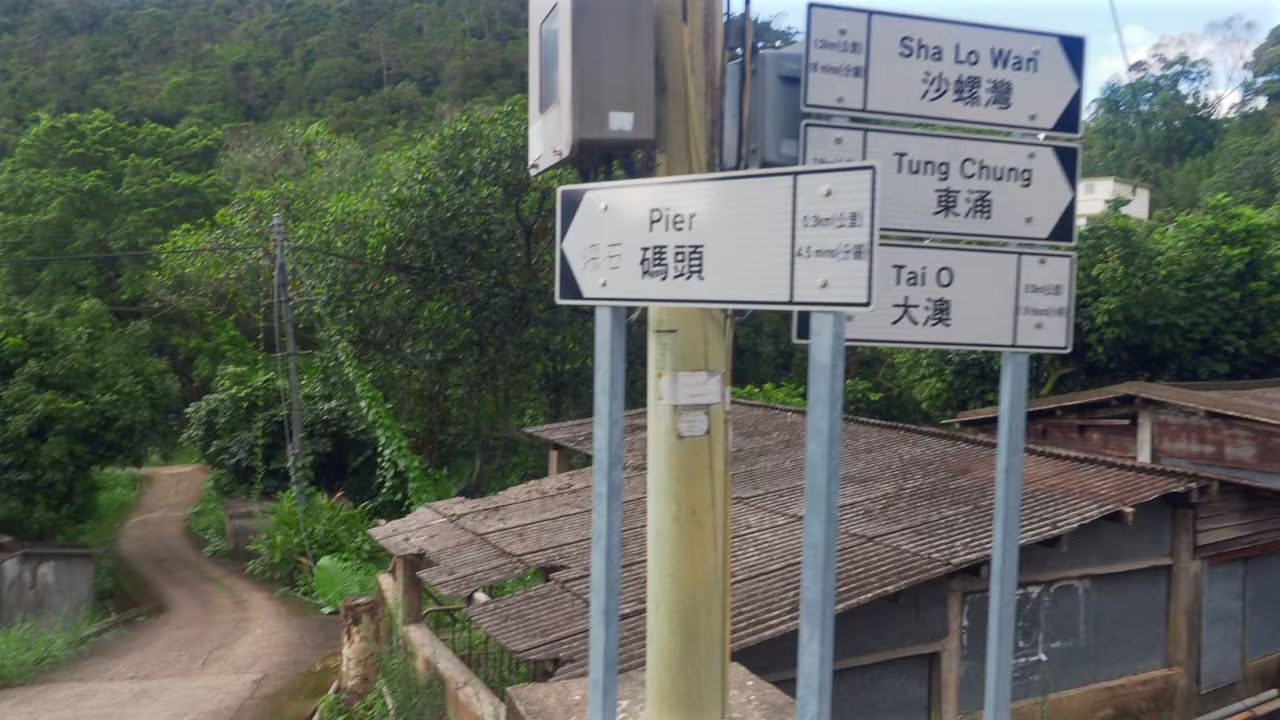 Sha Lo Wan
沙螺灣
Tung Chung
東涌
Pier
碼頭
0.3km(公里)
4.5 mins(分鐘)
Tai O
大澳